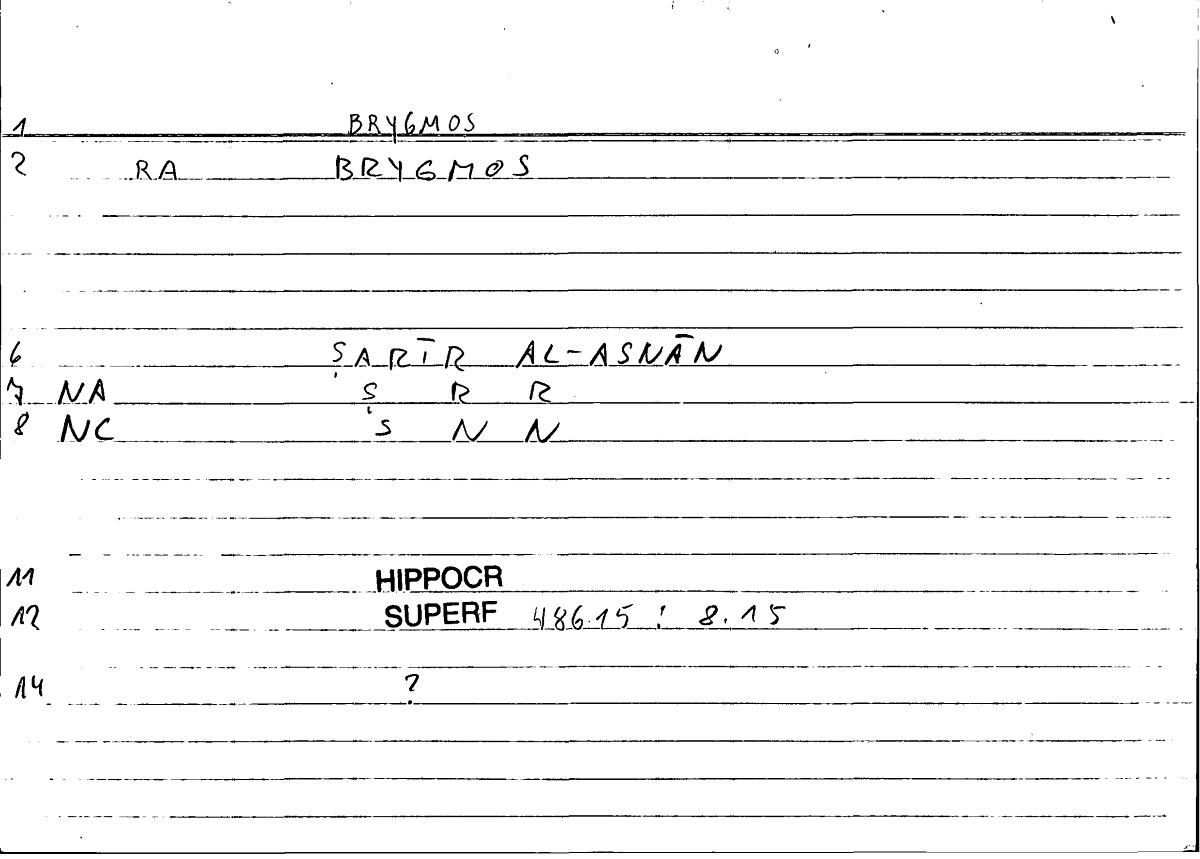 1 BRYGMOS
2 RA BRYGMOS
6 ṢARĪR AL-ASNĀN
7 NA Ṣ R R
8 NC 'S N N
11 HIPPOCR
12 SUPERF 486.15 : 8.15
14 ?